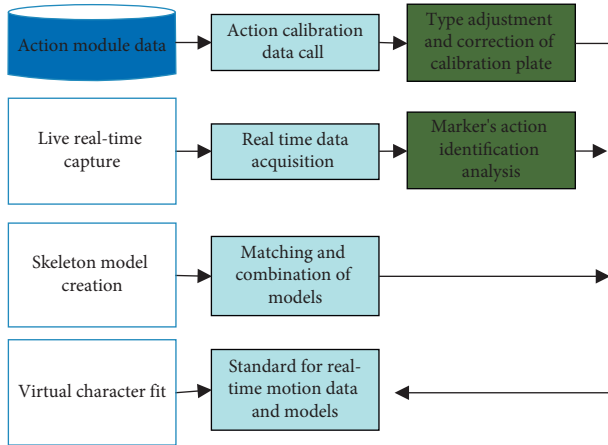 Action module data
Action calibration
data call
Type adjustment
and correction of
calibration plate
Live real-time
capture
Real time data
acquisition
Marker's action
identification
analysis
Skeleton model
creation
Matching and
combination of
models
Virtual character fit
Standard for real-
time motion data
and models